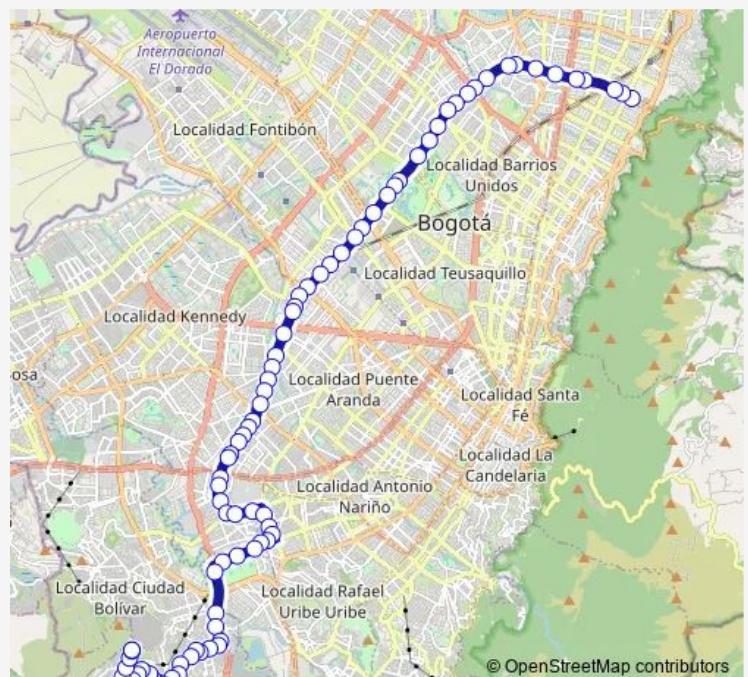 Aeropuerto
Internacional
El Dorado
Localidad Fontibón
Localidad Barrios
Unidos
Bogotá
Localidad Teusaquillo
Localidad Kennedy
osa
Localidad Puente
Aranda
Localidad Santa
Fé
Localidad La
Candelaria
Localidad Antonio
Nariño
Localidad Ciudad
Bolívar
Localidad Rafael
Uribe Uribe
© OpenStreetMap contributors